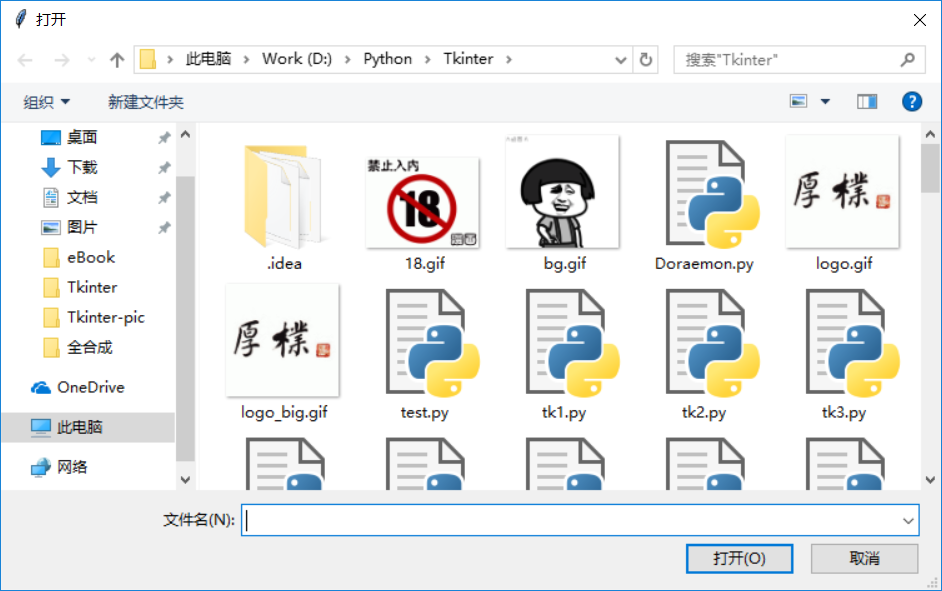 打开
此电脑 Work (D:) Python Tkinter
搜索"Tkinter"
组织 新建文件夹
桌面
下载
文档
图片
eBook
Tkinter
Tkinter-pic
全合成
OneDrive
此电脑
网络
禁止入内
18
厚樸
.idea 18.gif bg.gif Doraemon.py logo.gif
厚樸
logo_big.gif test.py tk1.py tk2.py tk3.py
文件名(N):
打开(O) 取消